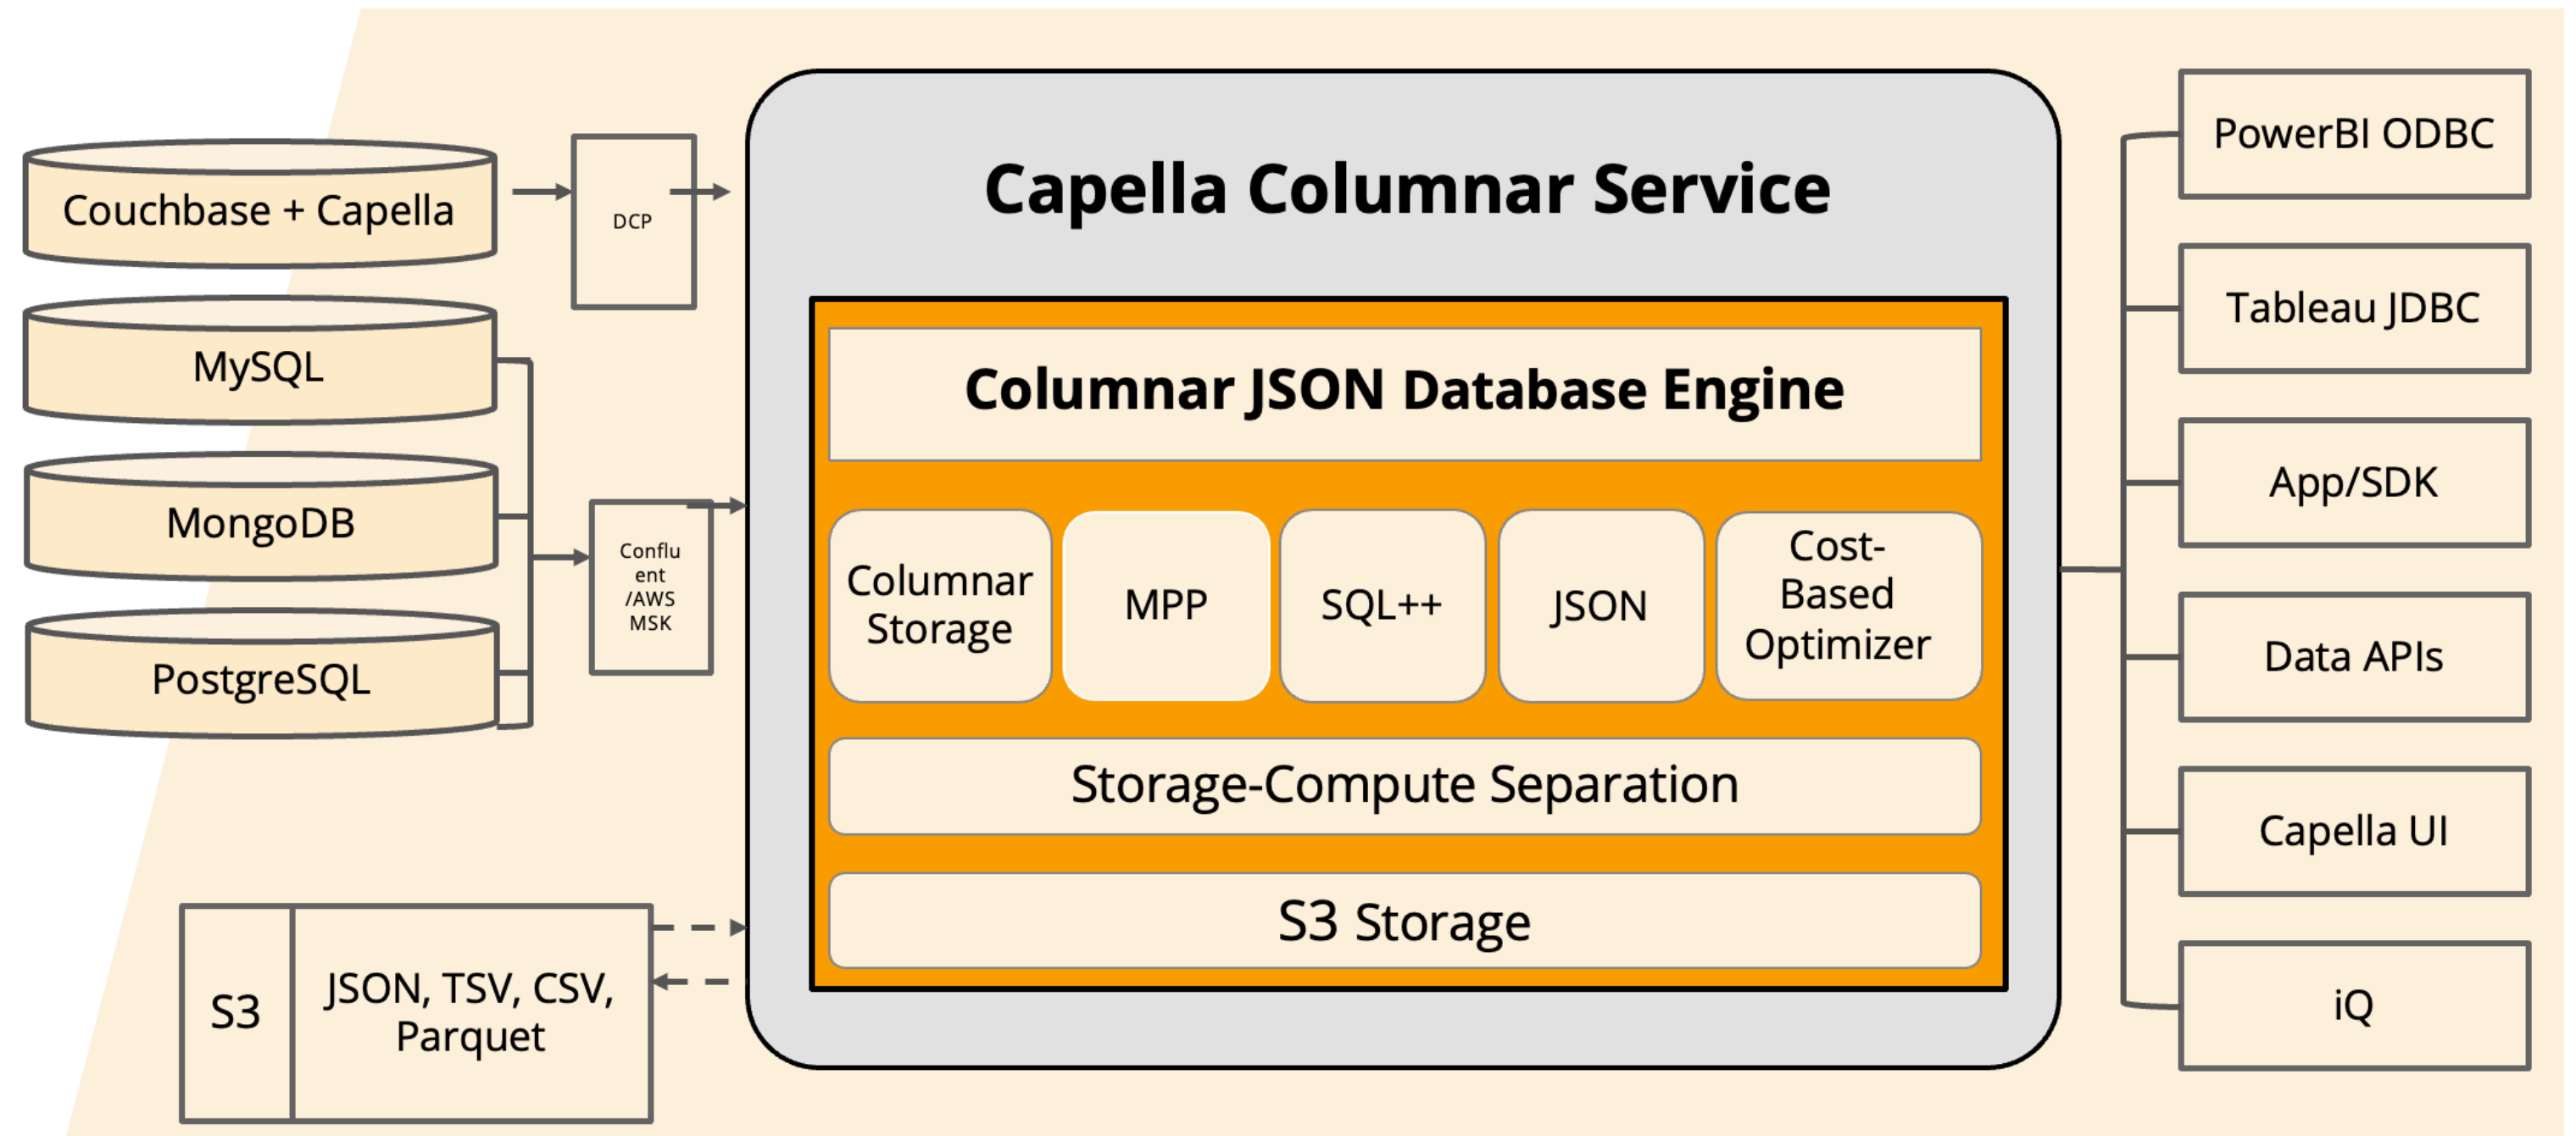 Couchbase + Capella
MySQL
MongoDB
PostgreSQL
DCP
Conflu
ent
/AWS
MSK
S3
JSON, TSV, CSV,
Parquet
Capella Columnar Service
Columnar JSON Database Engine
Columnar
Storage
MPP
SQL++
JSON
Cost-
Based
Optimizer
Storage-Compute Separation
S3 Storage
PowerBI ODBC
Tableau JDBC
App/SDK
Data APIs
Capella UI
iQ